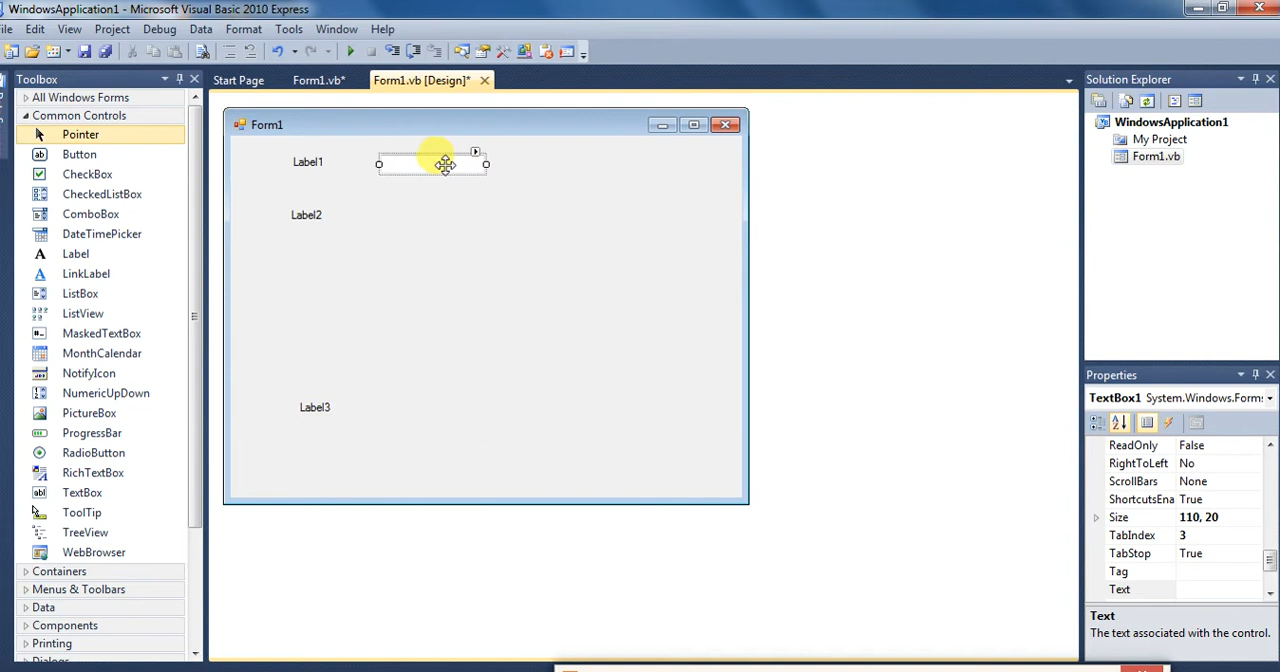 WindowsApplication1 - Microsoft Visual Basic 2010 Express
ile Edit View Project Debug Data Format Tools Window Help
Toolbox
Start Page Form1.vb* Form1.vb [Design]*
Solution Explorer
All Windows Forms
Common Controls
Pointer
Button
CheckBox
CheckedListBox
ComboBox
DateTimePicker
Label
LinkLabel
ListBox
ListView
MaskedTextBox
MonthCalendar
NotifyIcon
NumericUpDown
PictureBox
ProgressBar
RadioButton
RichTextBox
TextBox
ToolTip
TreeView
WebBrowser
Containers
Menus & Toolbars
Data
Components
Printing
Dialogs
Form1
Label1
Label2
Label3
WindowsApplication1
My Project
Form1.vb
Properties
TextBox1 System.Windows.Forms
ReadOnly False
RightToLeft No
ScrollBars None
ShortcutsEna True
Size 110, 20
TabIndex 3
TabStop True
Tag
Text
Text
The text associated with the control.